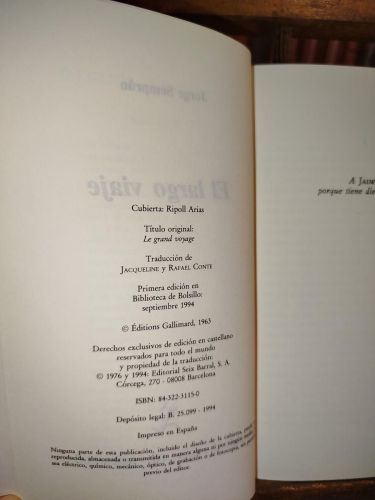 Jorge Semprún
El largo viaje
Cubierta: Ripoll Arias
Título original:
Le grand voyage
Traducción de
JACQUELINE y RAFAEL CONTE
Primera edición en
Biblioteca de Bolsillo:
septiembre 1994
© Éditions Gallimard, 1963
Derechos exclusivos de edición en castellano
reservados para todo el mundo
y propiedad de la traducción:
© 1976 y 1994: Editorial Seix Barral, S. A.
Córcega, 270 - 08008 Barcelona
ISBN: 84-322-3115-0
Depósito legal: B. 25.099 - 1994
Impreso en España
Ninguna parte de esta publicación, incluido el diseño de la cubierta, puede
reproducida, almacenada o transmitida en manera alguna ni por ningún medio
sea eléctrico, químico, mecánico, óptico, de grabación o de fotocopia, sin
previo del editor.
A
porque tiene